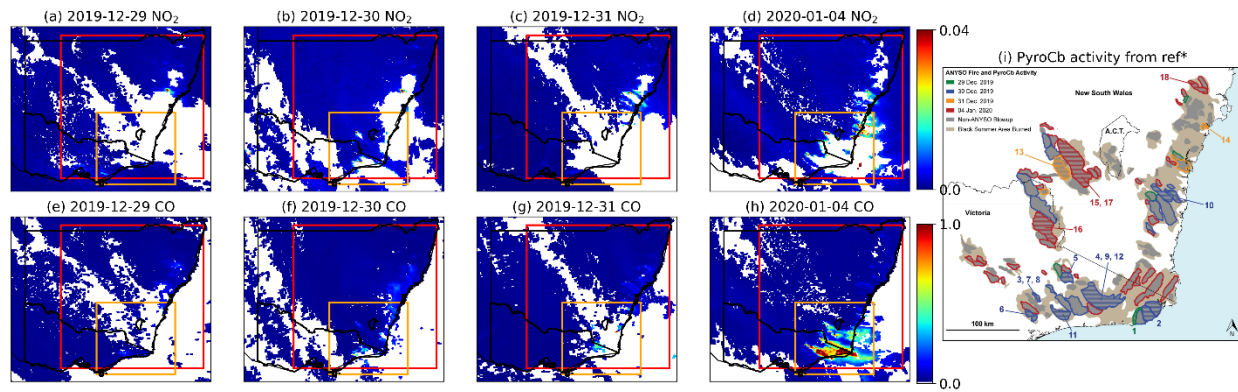 (a) 2019-12-29 NO₂
(b) 2019-12-30 NO₂
(c) 2019-12-31 NO₂
(d) 2020-01-04 NO₂
0.04
0.0
(e) 2019-12-29 CO
(f) 2019-12-30 CO
(g) 2019-12-31 CO
(h) 2020-01-04 CO
1.0
0.0
(i) PyroCb activity from ref*
ANYSO Fire and PyroCb Activity
29 Dec. 2019
30 Dec. 2019
31 Dec. 2019
04 Jan. 2020
Non-ANYSO Blowup
Black Summer Area Burned
New South Wales
18
A.C.T.
14
13
15, 17
10
Victoria
16
5
4, 9, 12
3, 7, 8
6
11
1
2
100 km
N